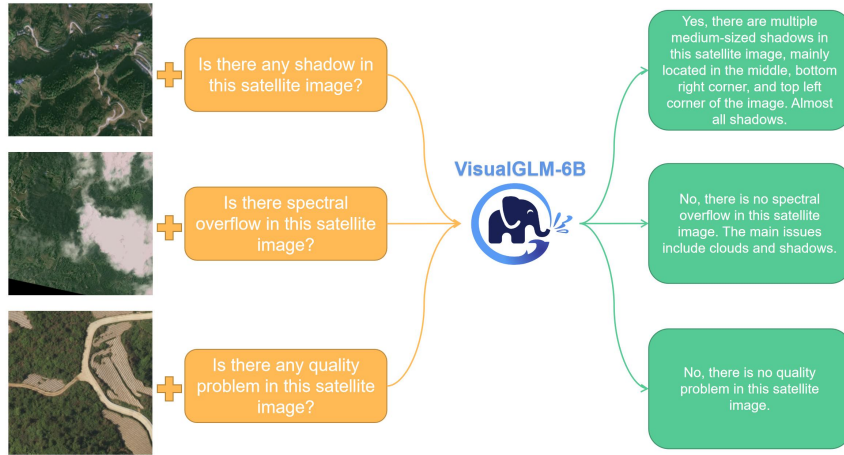 Is there any shadow in
this satellite image?
Is there spectral
overflow in this satellite
image?
Is there any quality
problem in this satellite
image?
VisualGLM-6B
Yes, there are multiple
medium-sized shadows in
this satellite image, mainly
located in the middle, bottom
right corner, and top left
corner of the image. Almost
all shadows.
No, there is no spectral
overflow in this satellite
image. The main issues
include clouds and shadows.
No, there is no quality
problem in this satellite
image.